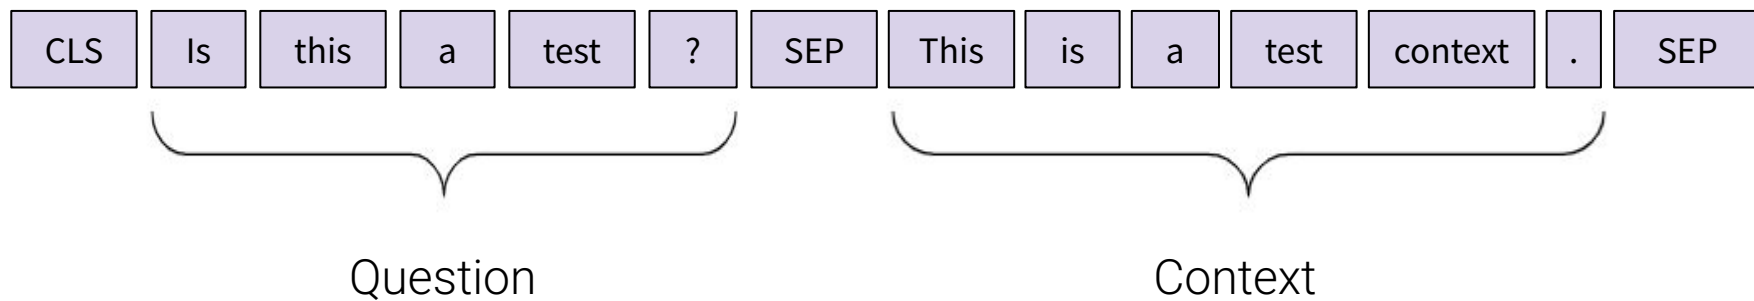 CLS Is this a test ? SEP This is a test context . SEP
Question Context